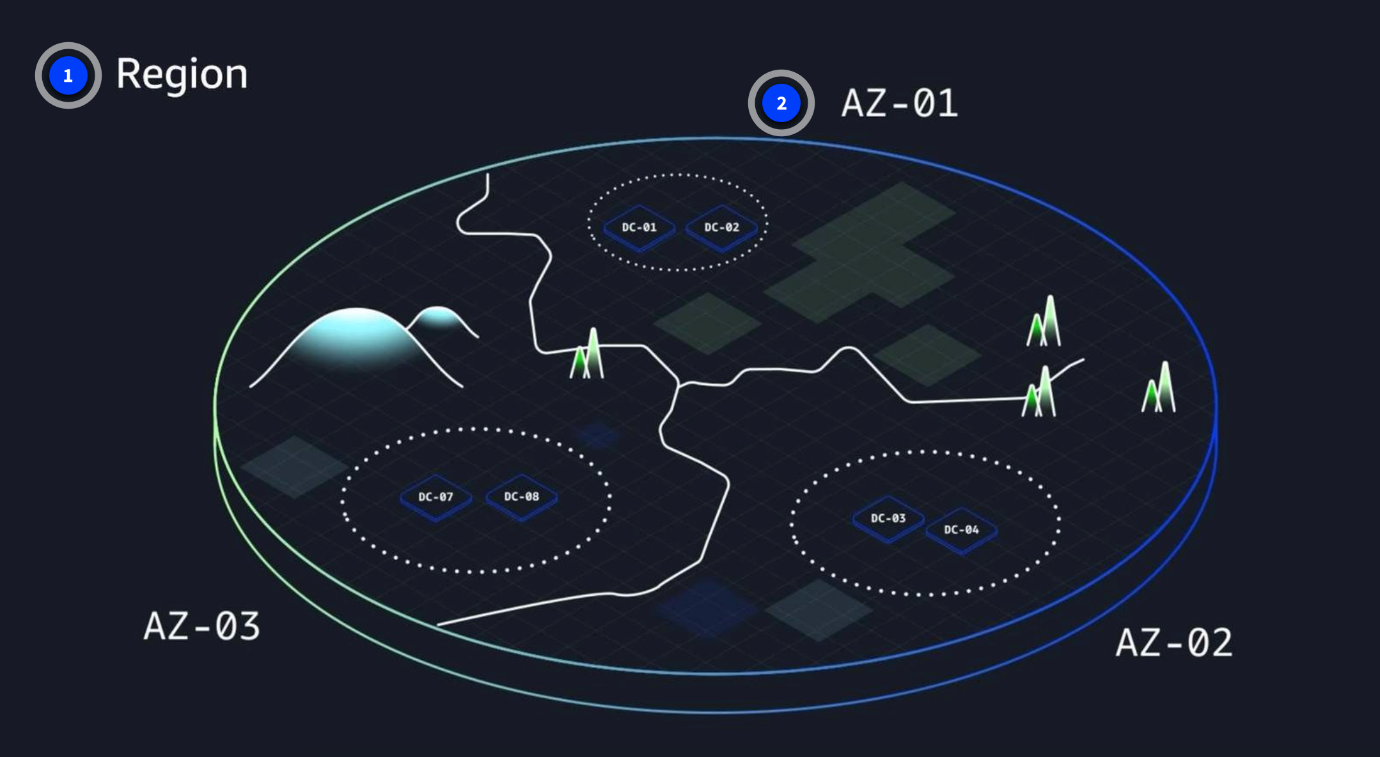 1 Region
2 AZ-01
DC-01 DC-02
DC-07 DC-08
DC-03 DC-04
AZ-03
AZ-02